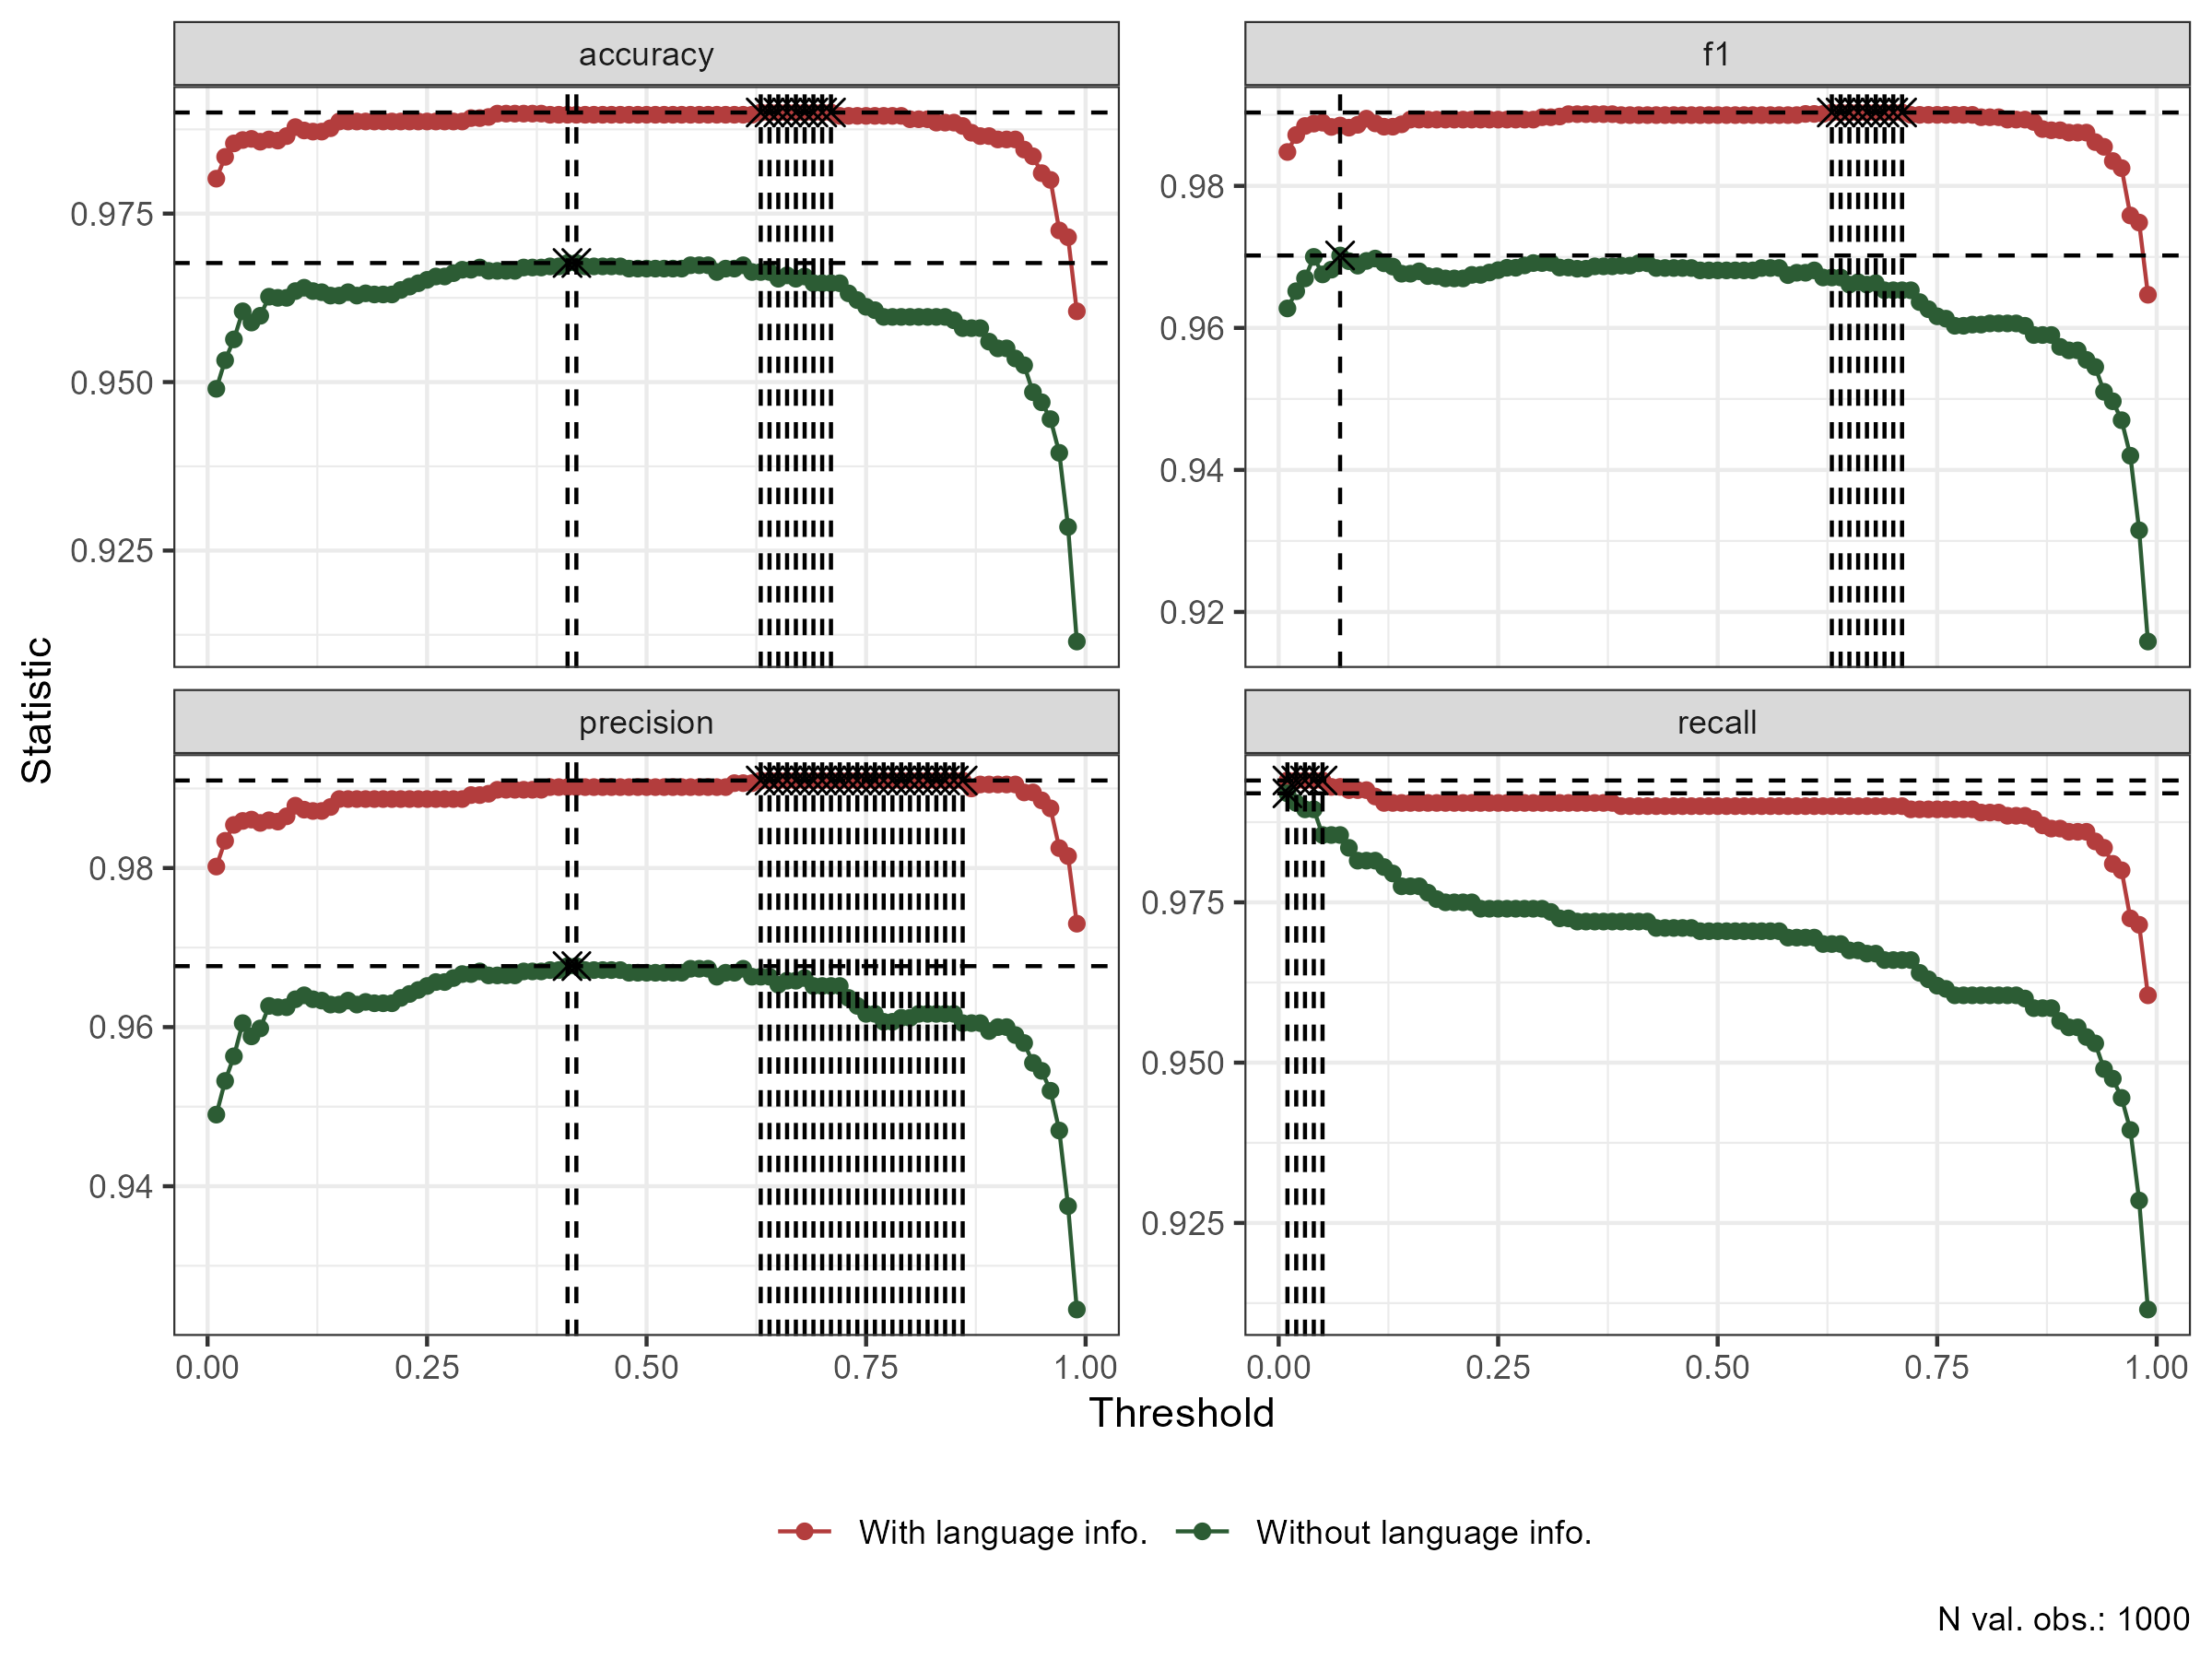 accuracy
f1
0.975
0.950
0.925
0.98
0.96
0.94
0.92
Statistic
precision
recall
0.98
0.96
0.94
0.975
0.950
0.925
0.00 0.25 0.50 0.75 1.00
0.00 0.25 0.50 0.75 1.00
Threshold
With language info. Without language info.
N val. obs.: 1000